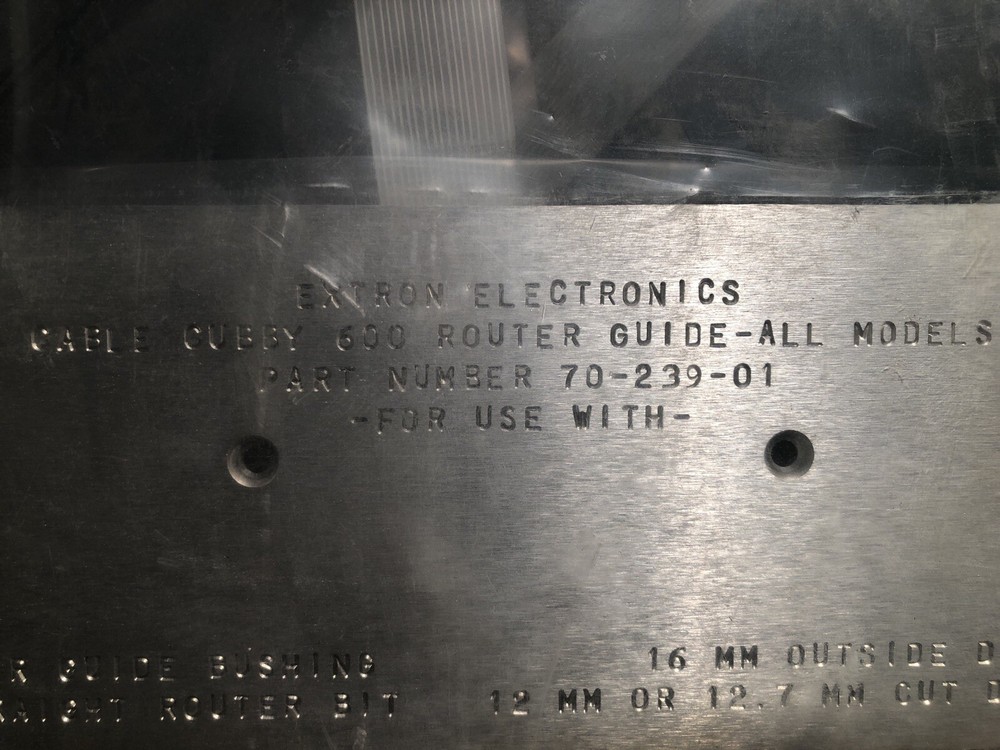 EXTRON ELECTRONICS
CABLE CUBBY 600 ROUTER GUIDE-ALL MODELS
PART NUMBER 70-239-01
-FOR USE WITH-
R GUIDE BUSHING 16 MM OUTSIDE D
RAIGHT ROUTER BIT 12 MM OR 12.7 MM CUT D